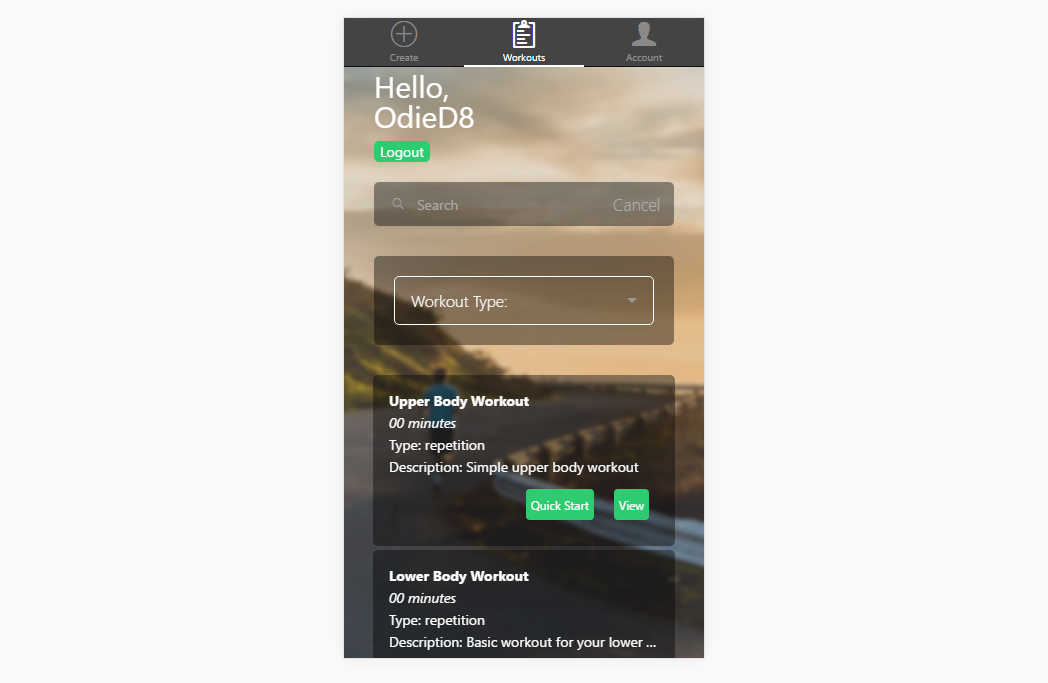 Create
Workouts
Account
Hello,
OdieD8
Logout
Search
Cancel
Workout Type:
Upper Body Workout
00 minutes
Type: repetition
Description: Simple upper body workout
Quick Start
View
Lower Body Workout
00 minutes
Type: repetition
Description: Basic workout for your lower ...